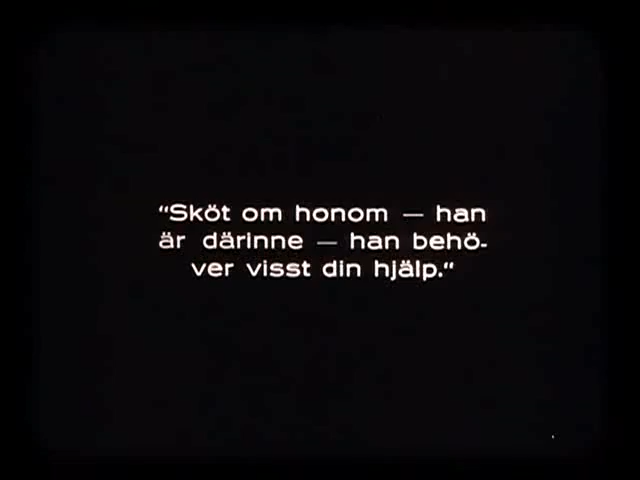 “Sköt om honom — han
är därinne — han behö-
ver visst din hjälp.“